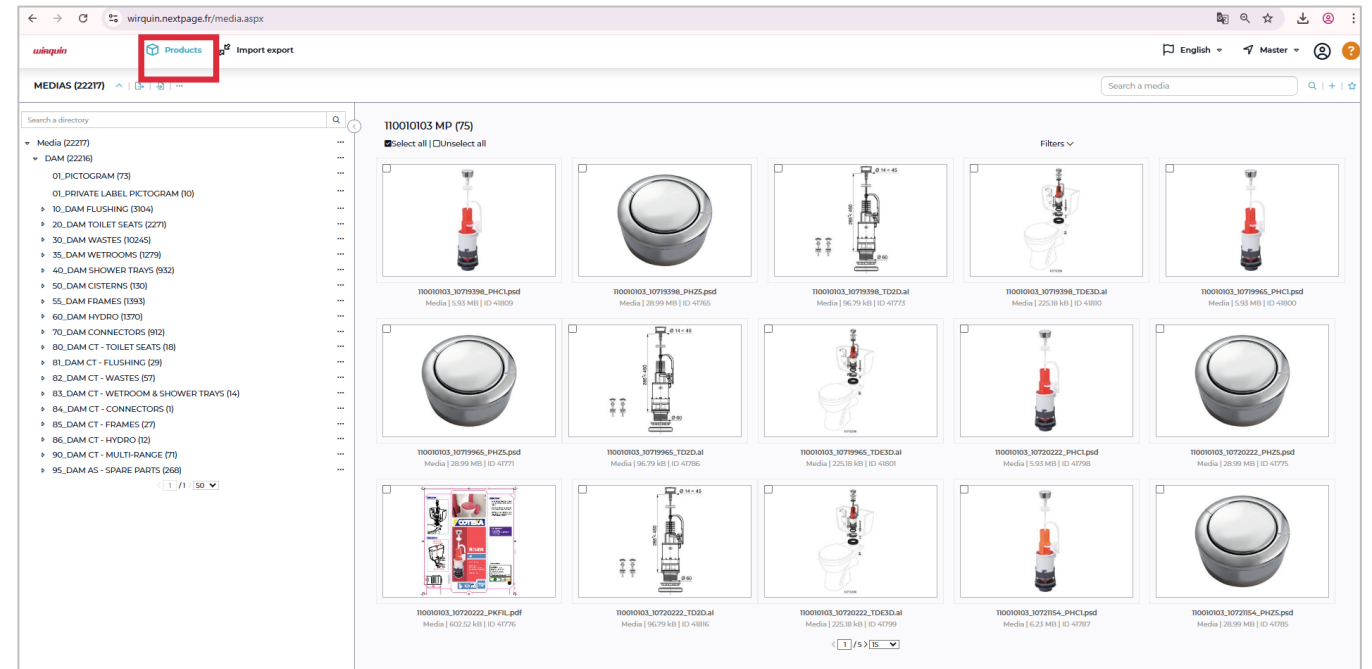 wirquin.nextpage.fr/media.aspx
wirquin Products Import export English Master ?
MEDIAS (22217)
Search a media
Search a directory
Media (22217)
DAM (22216)
01_PICTOGRAM (73)
01_PRIVATE LABEL PICTOGRAM (10)
10_DAM FLUSHING (3104)
20_DAM TOILET SEATS (2271)
30_DAM WASTES (10245)
35_DAM WETROOMS (1279)
40_DAM SHOWER TRAYS (932)
50_DAM CISTERNS (130)
55_DAM FRAMES (1393)
60_DAM HYDRO (1370)
70_DAM CONNECTORS (912)
80_DAM CT - TOILET SEATS (18)
81_DAM CT - FLUSHING (29)
82_DAM CT - WASTES (57)
83_DAM CT - WETROOM & SHOWER TRAYS (14)
84_DAM CT - CONNECTORS (1)
85_DAM CT - FRAMES (27)
86_DAM CT - HYDRO (12)
90_DAM CT - MULTI-RANGE (71)
95_DAM AS - SPARE PARTS (268)
1 /1 50
110010103 MP (75)
Select all | Unselect all
Filters
110010103_10719398_PHC1.psd
Media | 5.93 MB | ID 41809
110010103_10719398_PHZS.psd
Media | 28.99 MB | ID 41765
110010103_10719398_TD2D.ai
Media | 96.79 kB | ID 41773
110010103_10719398_TDE3D.ai
Media | 225.18 kB | ID 41810
110010103_10719965_PHC1.psd
Media | 5.93 MB | ID 41800
110010103_10719965_PHZS.psd
Media | 28.99 MB | ID 41771
110010103_10719965_TD2D.ai
Media | 96.79 kB | ID 41786
110010103_10719965_TDE3D.ai
Media | 225.18 kB | ID 41801
110010103_10720222_PHC1.psd
Media | 5.93 MB | ID 41798
110010103_10720222_PHZS.psd
Media | 28.99 MB | ID 41775
COTEKA
110010103_10720222_PKFIL.pdf
Media | 602.52 kB | ID 41776
110010103_10720222_TD2D.ai
Media | 96.79 kB | ID 41816
110010103_10720222_TDE3D.ai
Media | 225.18 kB | ID 41799
110010103_10721154_PHC1.psd
Media | 6.23 MB | ID 41787
110010103_10721154_PHZS.psd
Media | 28.99 MB | ID 41785
1 /5 15